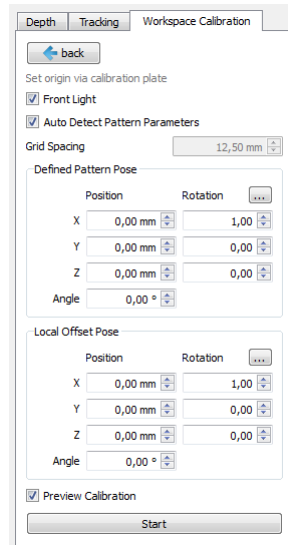 Depth Tracking Workspace Calibration
back
Set origin via calibration plate
Front Light
Auto Detect Pattern Parameters
Grid Spacing 12,50 mm
Defined Pattern Pose
Position Rotation ...
X 0,00 mm 1,00
Y 0,00 mm 0,00
Z 0,00 mm 0,00
Angle 0,00 °
Local Offset Pose
Position Rotation ...
X 0,00 mm 1,00
Y 0,00 mm 0,00
Z 0,00 mm 0,00
Angle 0,00 °
Preview Calibration
Start